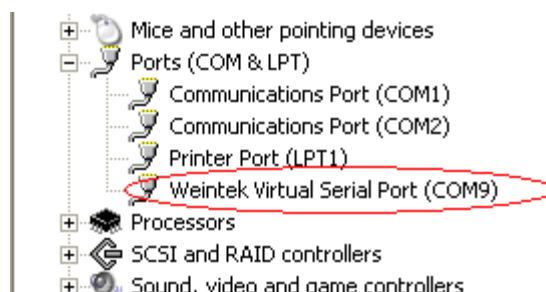 Mice and other pointing devices
Ports (COM & LPT)
Communications Port (COM1)
Communications Port (COM2)
Printer Port (LPT1)
Weintek Virtual Serial Port (COM9)
Processors
SCSI and RAID controllers
Sound, video and game controllers